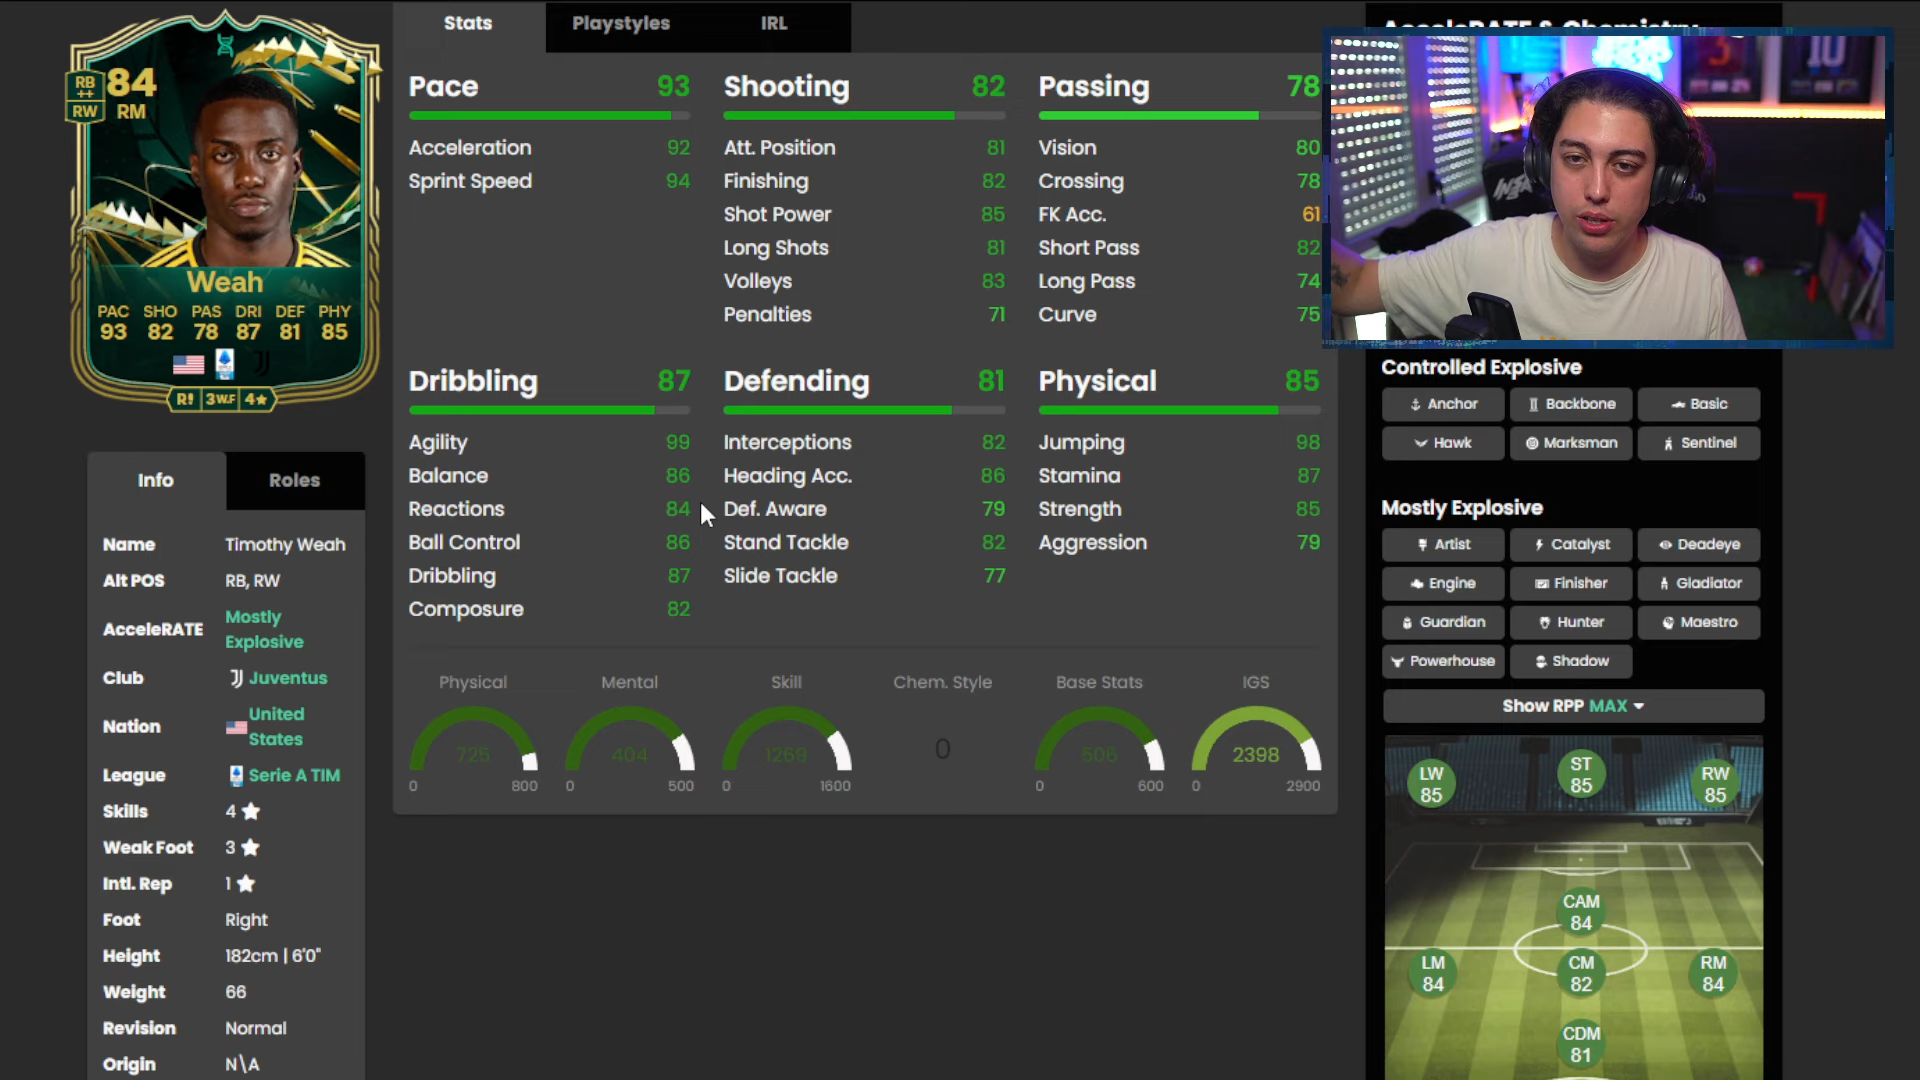 Stats
Playstyles
IRL
RB
++
RW
84
RM
Weah
PAC SHO PAS DRI DEF PHY
93 82 78 87 81 85
R! 3W.F 4★
Info
Roles
Name Timothy Weah
Alt POS RB, RW
AcceleRATE Mostly Explosive
Club Juventus
Nation United States
League Serie A TIM
Skills 4
Weak Foot 3
Intl. Rep 1
Foot Right
Height 182cm | 6'0"
Weight 66
Revision Normal
Origin N\A
Pace 93
Acceleration 92
Sprint Speed 94
Shooting 82
Att. Position 81
Finishing 82
Shot Power 85
Long Shots 81
Volleys 83
Penalties 71
Passing 78
Vision 80
Crossing 78
FK Acc. 61
Short Pass 82
Long Pass 74
Curve 75
Dribbling 87
Agility 99
Balance 86
Reactions 84
Ball Control 86
Dribbling 87
Composure 82
Defending 81
Interceptions 82
Heading Acc. 86
Def. Aware 79
Stand Tackle 82
Slide Tackle 77
Physical 85
Jumping 98
Stamina 87
Strength 85
Aggression 79
Physical
725
0 800
Mental
404
0 500
Skill
1269
0 1600
Chem. Style
0
Base Stats
506
0 600
IGS
2398
0 2900
AcceleRATE & Chemistry
3
10
Controlled Explosive
Anchor Backbone Basic
Hawk Marksman Sentinel
Mostly Explosive
Artist Catalyst Deadeye
Engine Finisher Gladiator
Guardian Hunter Maestro
Powerhouse Shadow
Show RPP MAX
LW
85
ST
85
RW
85
CAM
84
LM
84
CM
82
RM
84
CDM
81